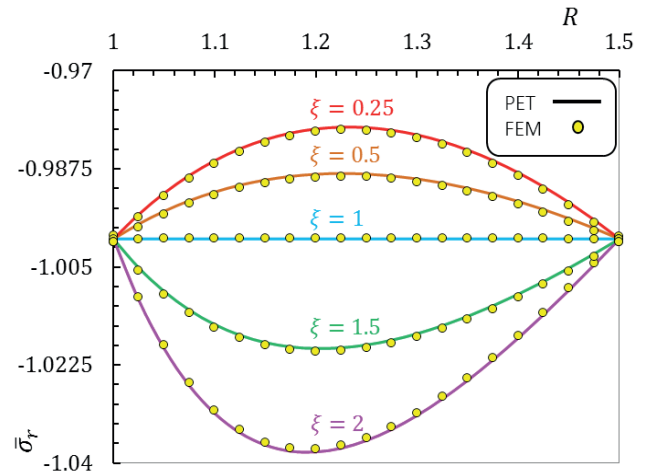 R
1 1.1 1.2 1.3 1.4 1.5
-0.97
ξ = 0.25
PET
FEM
ξ = 0.5
-0.9875
ξ = 1
-1.005
ξ = 1.5
-1.0225
ξ = 2
σ̿r
-1.04